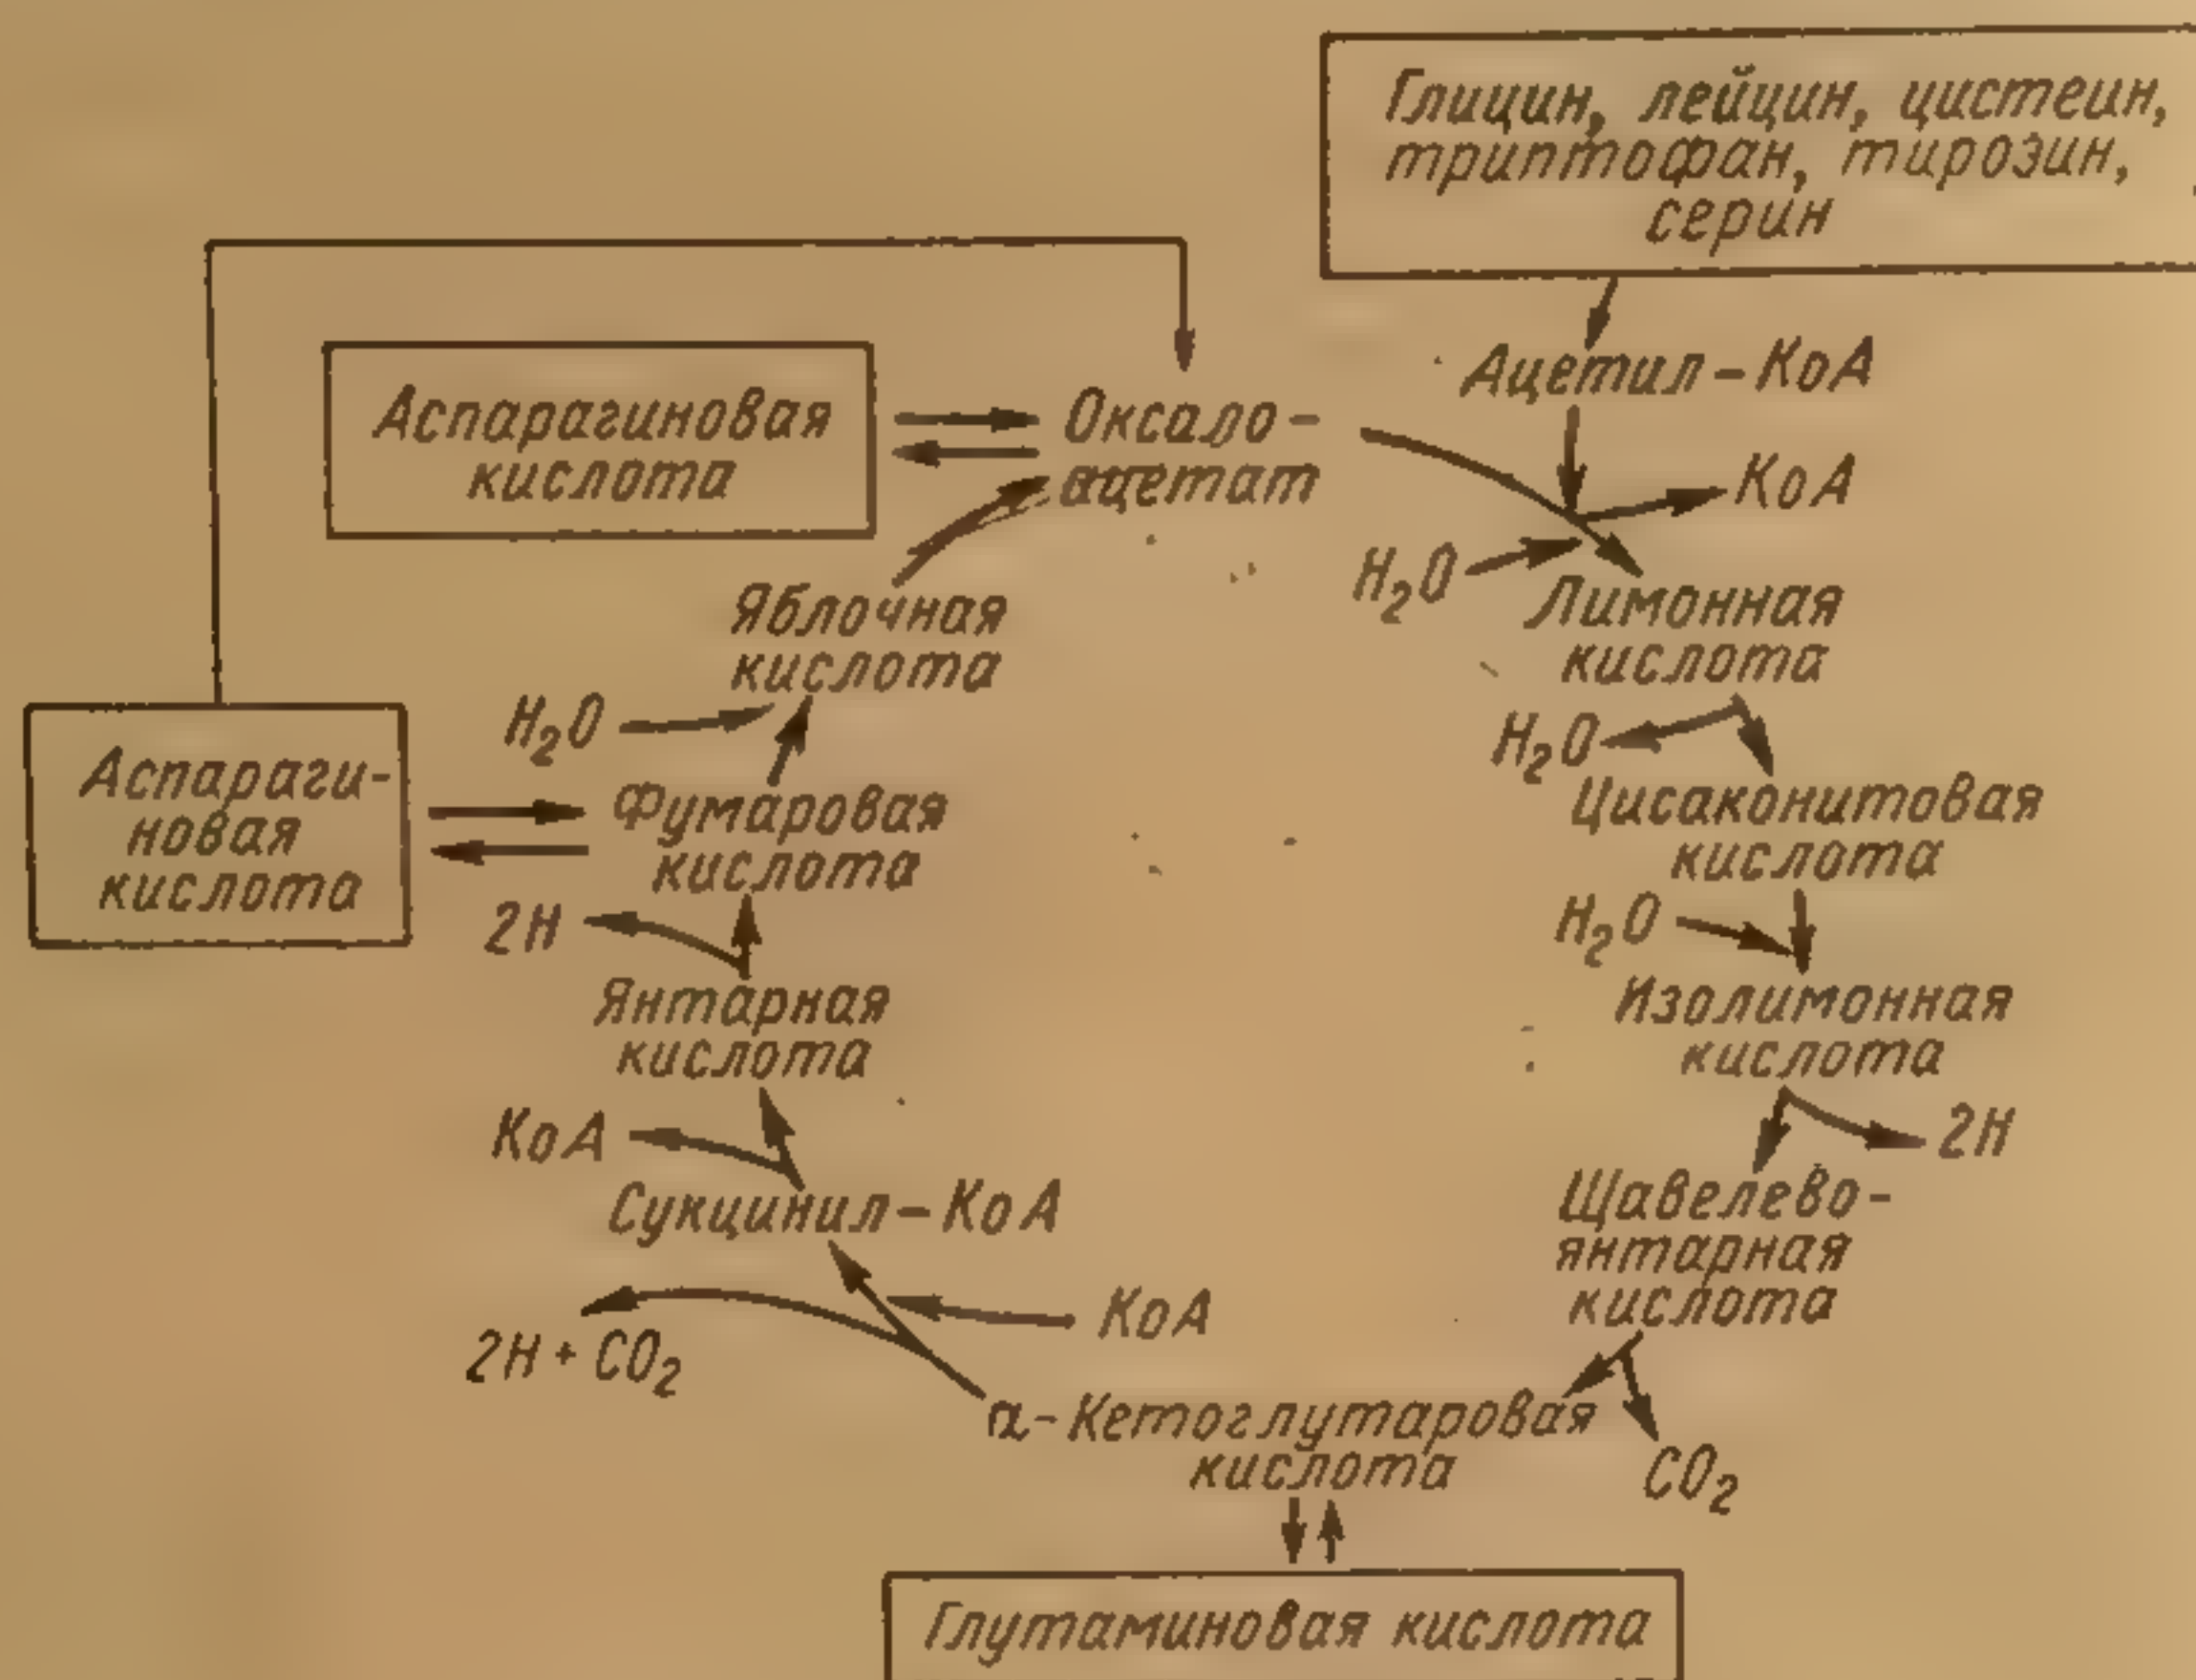 Глицин, лейцин, цистеин,
триптофан, тирозин,
серин
Ацетил-КоА
Аспарагиновая
кислота
Оксало-
ацетат
КоА
H₂O
Лимонная
кислота
Яблочная
кислота
H₂O
H₂O
Аспараги-
новая
кислота
Фумаровая
кислота
Цисаконитовая
кислота
2H
H₂O
Янтарная
кислота
Изолимонная
кислота
КоА
2H
Сукцинил-КоА
Щавелево-
янтарная
кислота
КоА
2H + CO₂
α-Кетоглутаровая
кислота
CO₂
Глутаминовая кислота